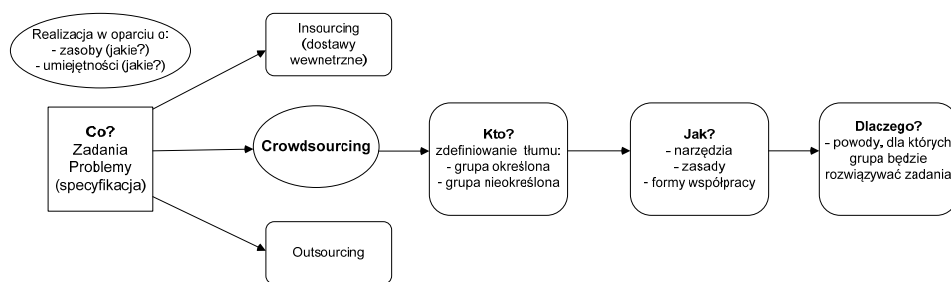 Realizacja w oparciu o:
- zasoby (jakie?)
- umiejętności (jakie?)
Insourcing
(dostawy
wewnetrzne)
Co?
Zadania
Problemy
(specyfikacja)
Crowdsourcing
Kto?
zdefiniowanie tłumu:
- grupa określona
- grupa nieokreślona
Jak?
- narzędzia
- zasady
- formy współpracy
Dlaczego?
- powody, dla których
grupa będzie
rozwiązywać zadania
Outsourcing